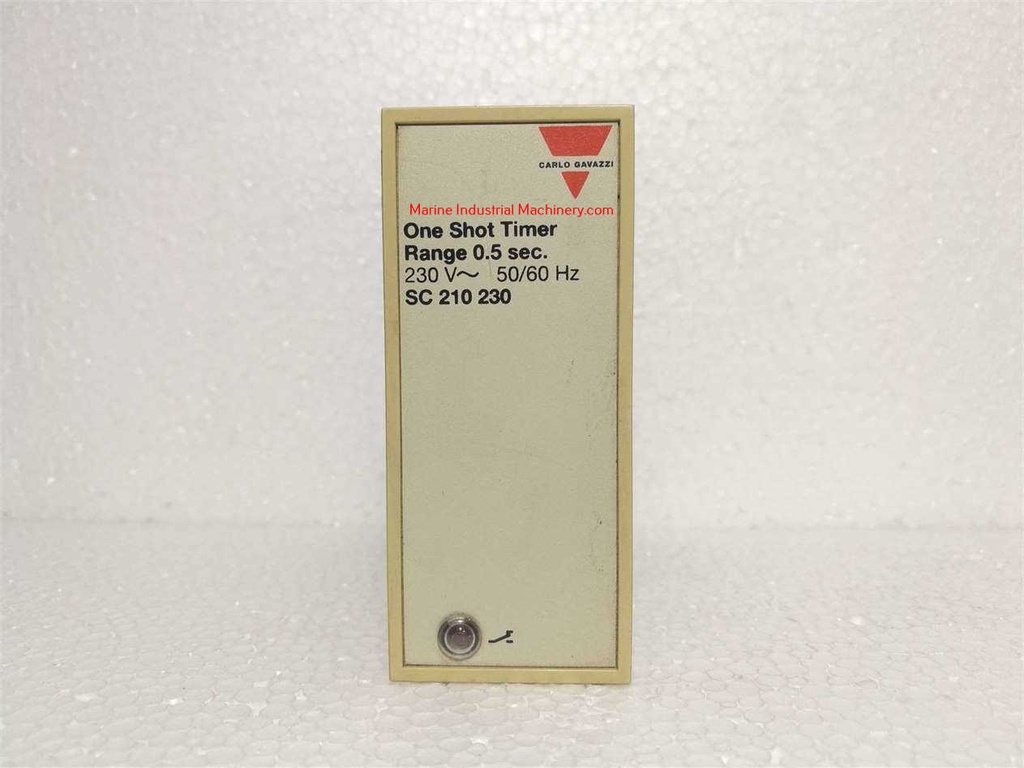 CARLO GAVAZZI
Marine Industrial Machinery.com
One Shot Timer
Range 0.5 sec.
230 V~ 50/60 Hz
SC 210 230